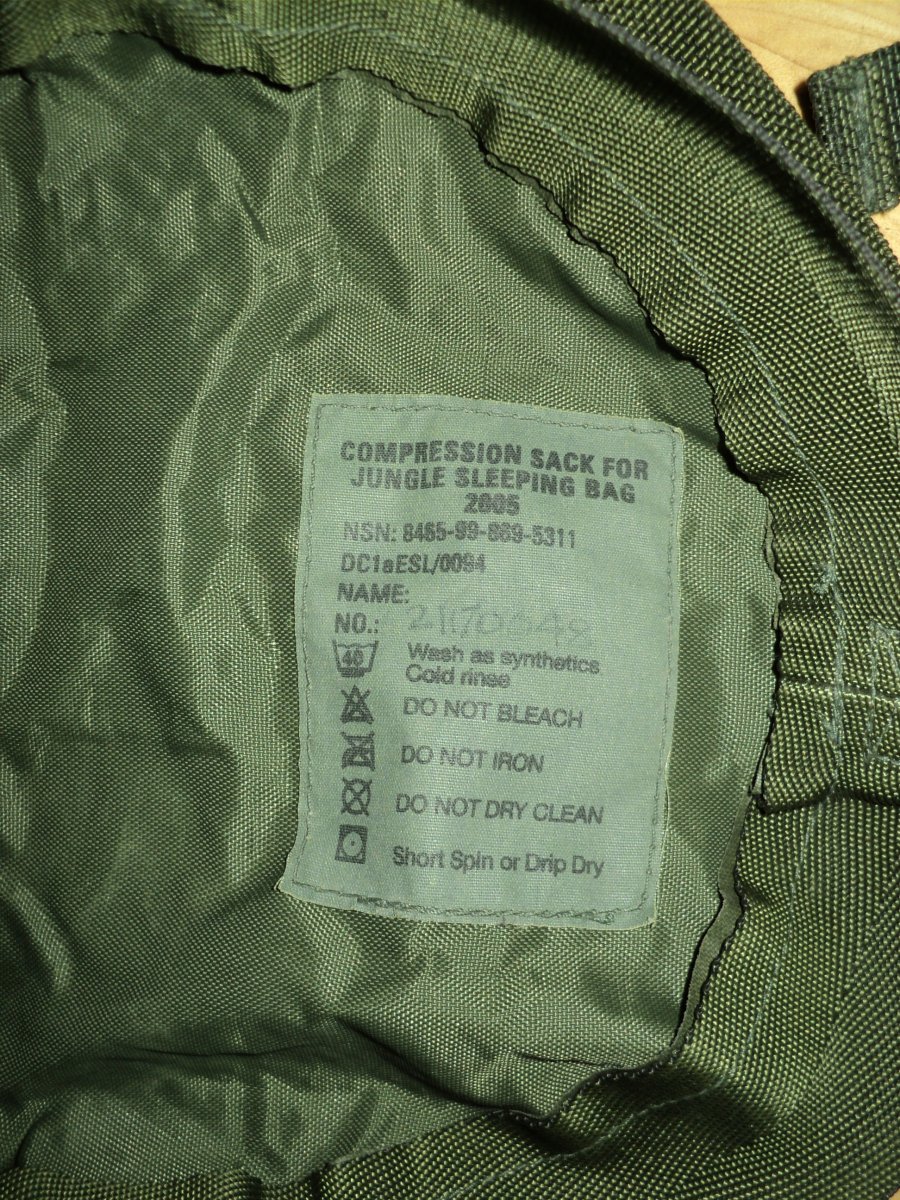 COMPRESSION SACK FOR
JUNGLE SLEEPING BAG
2005
NSN: 8465-99-869-5311
DC1aESL/0094
NAME:
NO.:
40 Wash as synthetics
Cold rinse
DO NOT BLEACH
DO NOT IRON
DO NOT DRY CLEAN
Short Spin or Drip Dry